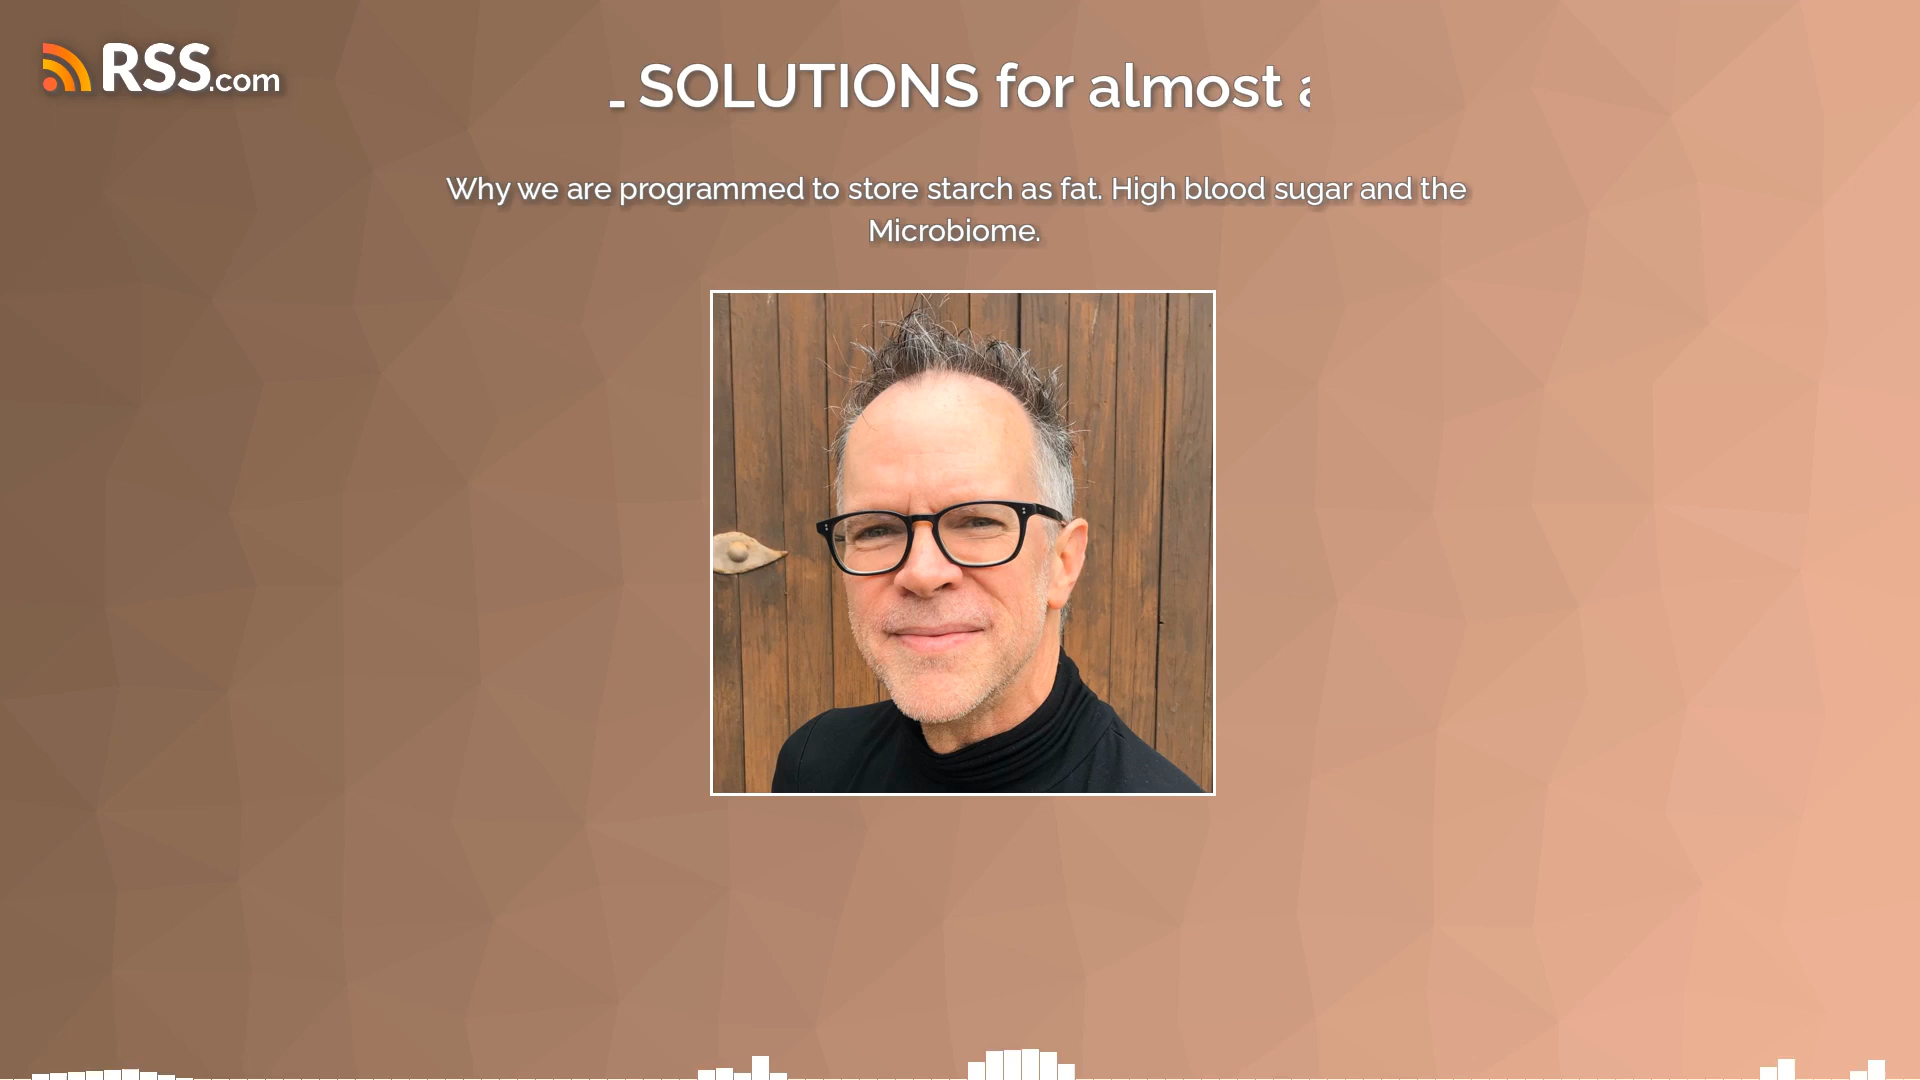 RSS.com
SOLUTIONS for almost
Why we are programmed to store starch as fat. High blood sugar and the
Microbiome.